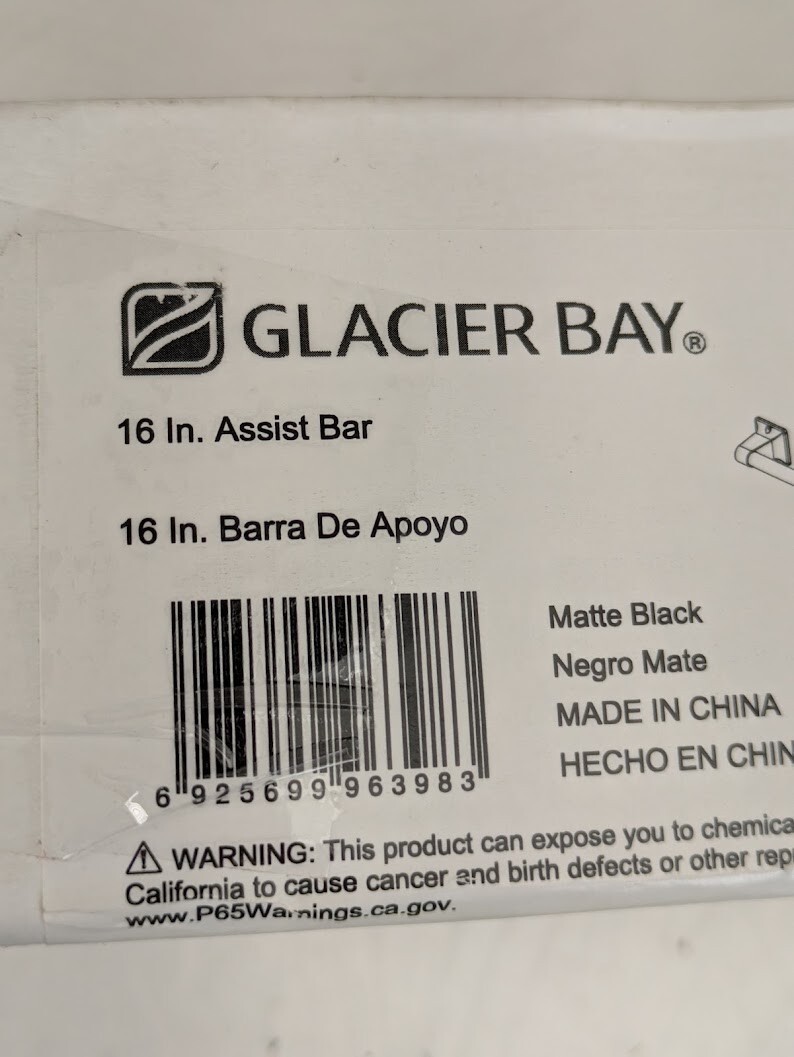 GLACIER BAY®
16 In. Assist Bar
16 In. Barra De Apoyo
Matte Black
Negro Mate
MADE IN CHINA
HECHO EN CHIN
6 925699 963983
⚠ WARNING: This product can expose you to chemica
California to cause cancer and birth defects or other rep
www.P65Warnings.ca.gov.